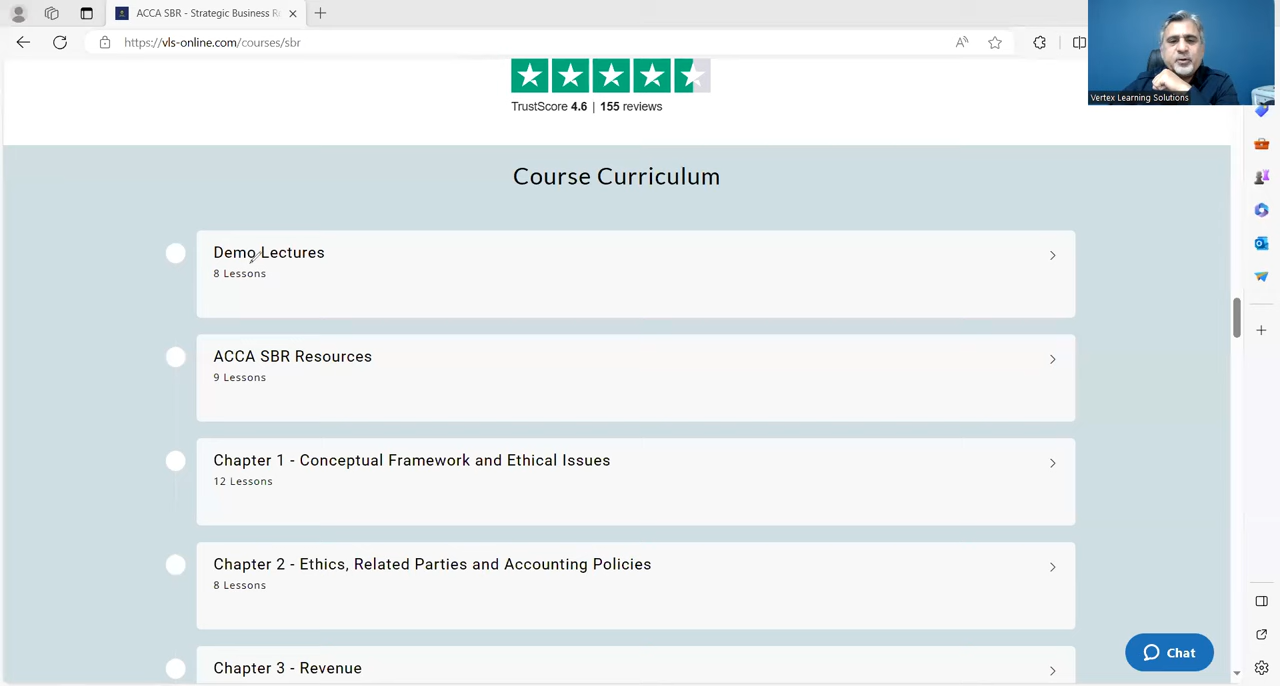 ACCA SBR - Strategic Business R
https://vls-online.com/courses/sbr
Vertex Learning Solutions
TrustScore 4.6 | 155 reviews
Course Curriculum
Demo Lectures
8 Lessons
ACCA SBR Resources
9 Lessons
Chapter 1 - Conceptual Framework and Ethical Issues
12 Lessons
Chapter 2 - Ethics, Related Parties and Accounting Policies
8 Lessons
Chapter 3 - Revenue
Chat